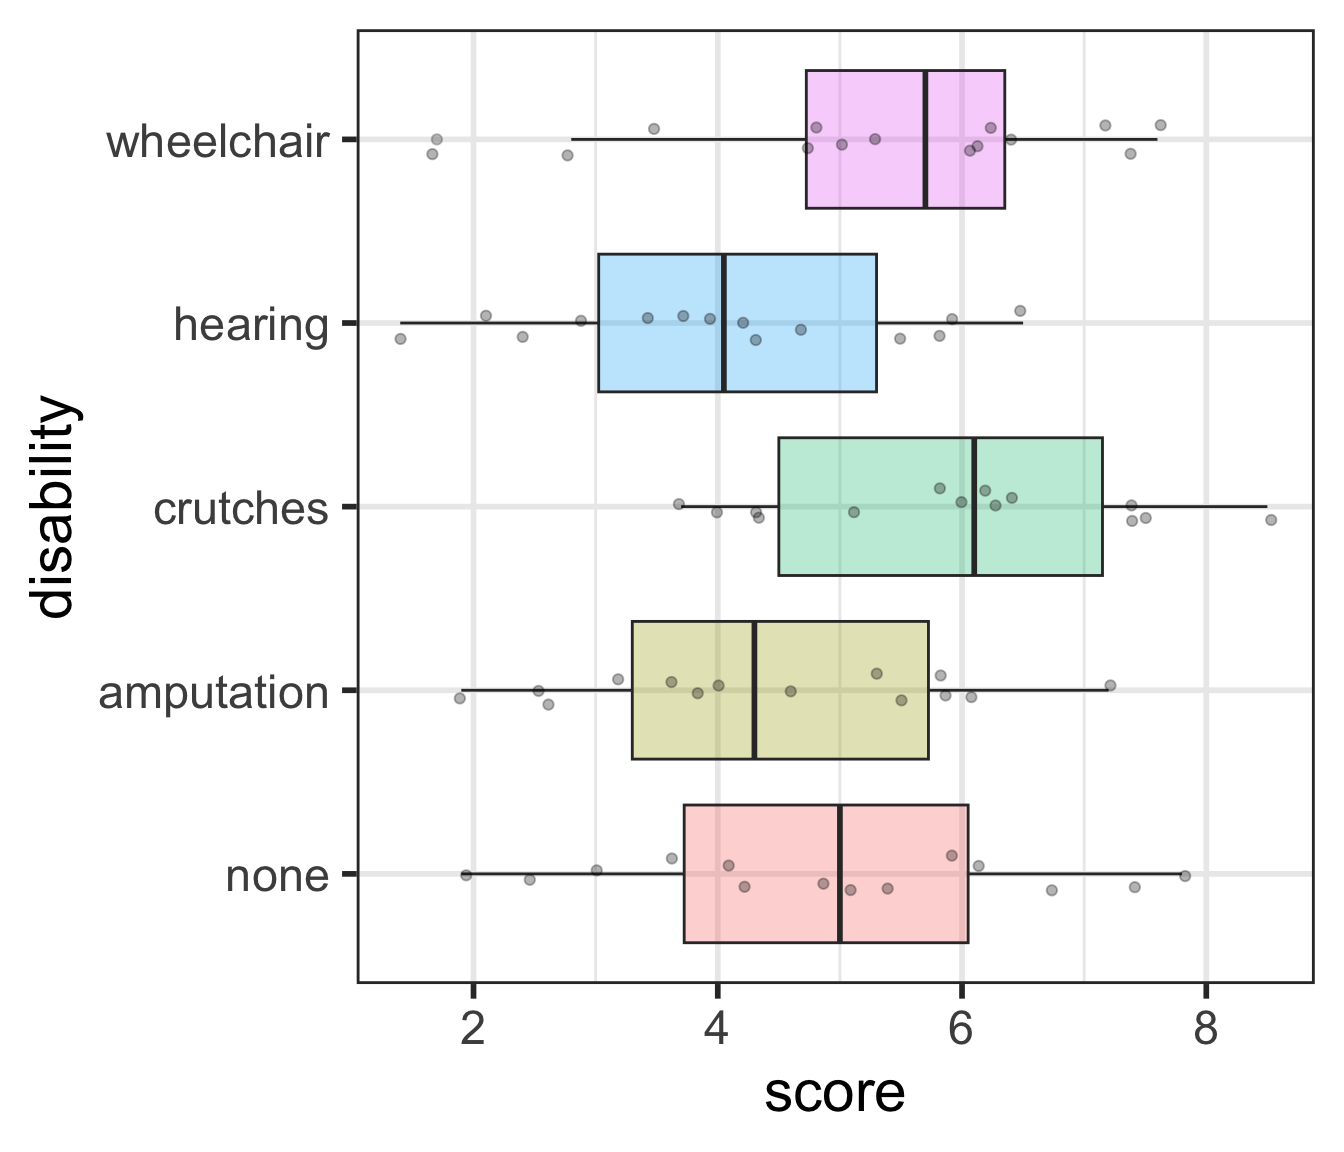 wheelchair
hearing
crutches
amputation
none
disability
2 4 6 8
score